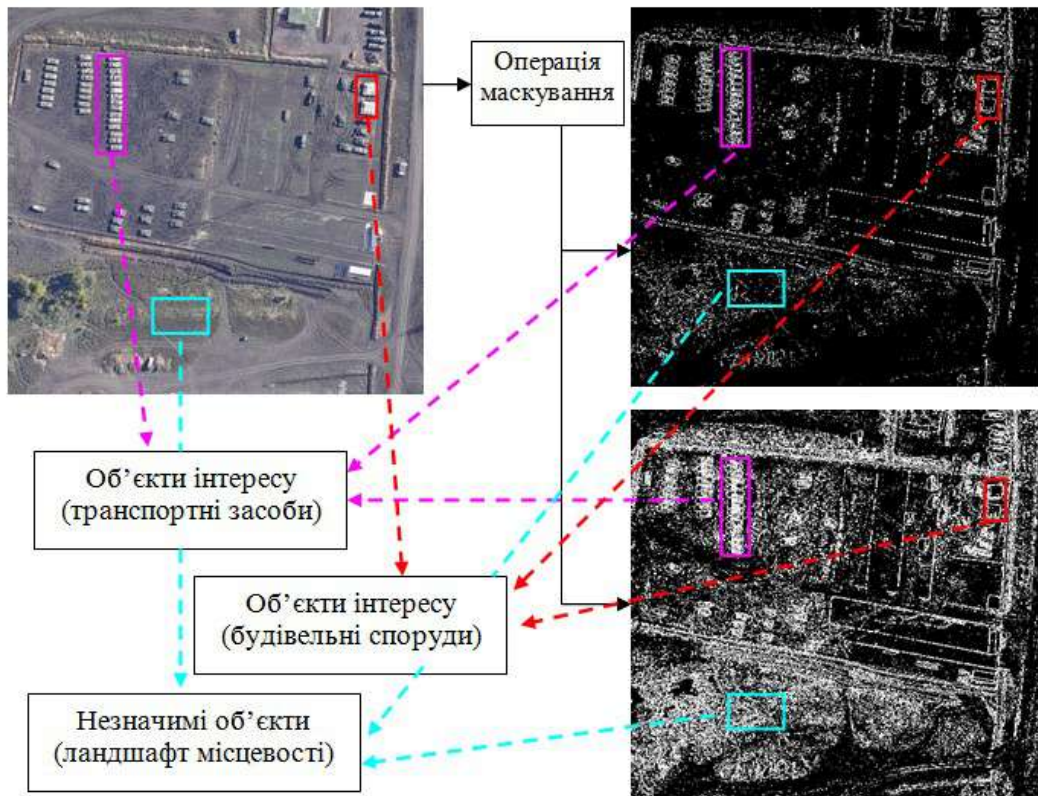 Операція
маскування
Об’єкти інтересу
(транспортні засоби)
Об’єкти інтересу
(будівельні споруди)
Незначимі об’єкти
(ландшафт місцевості)